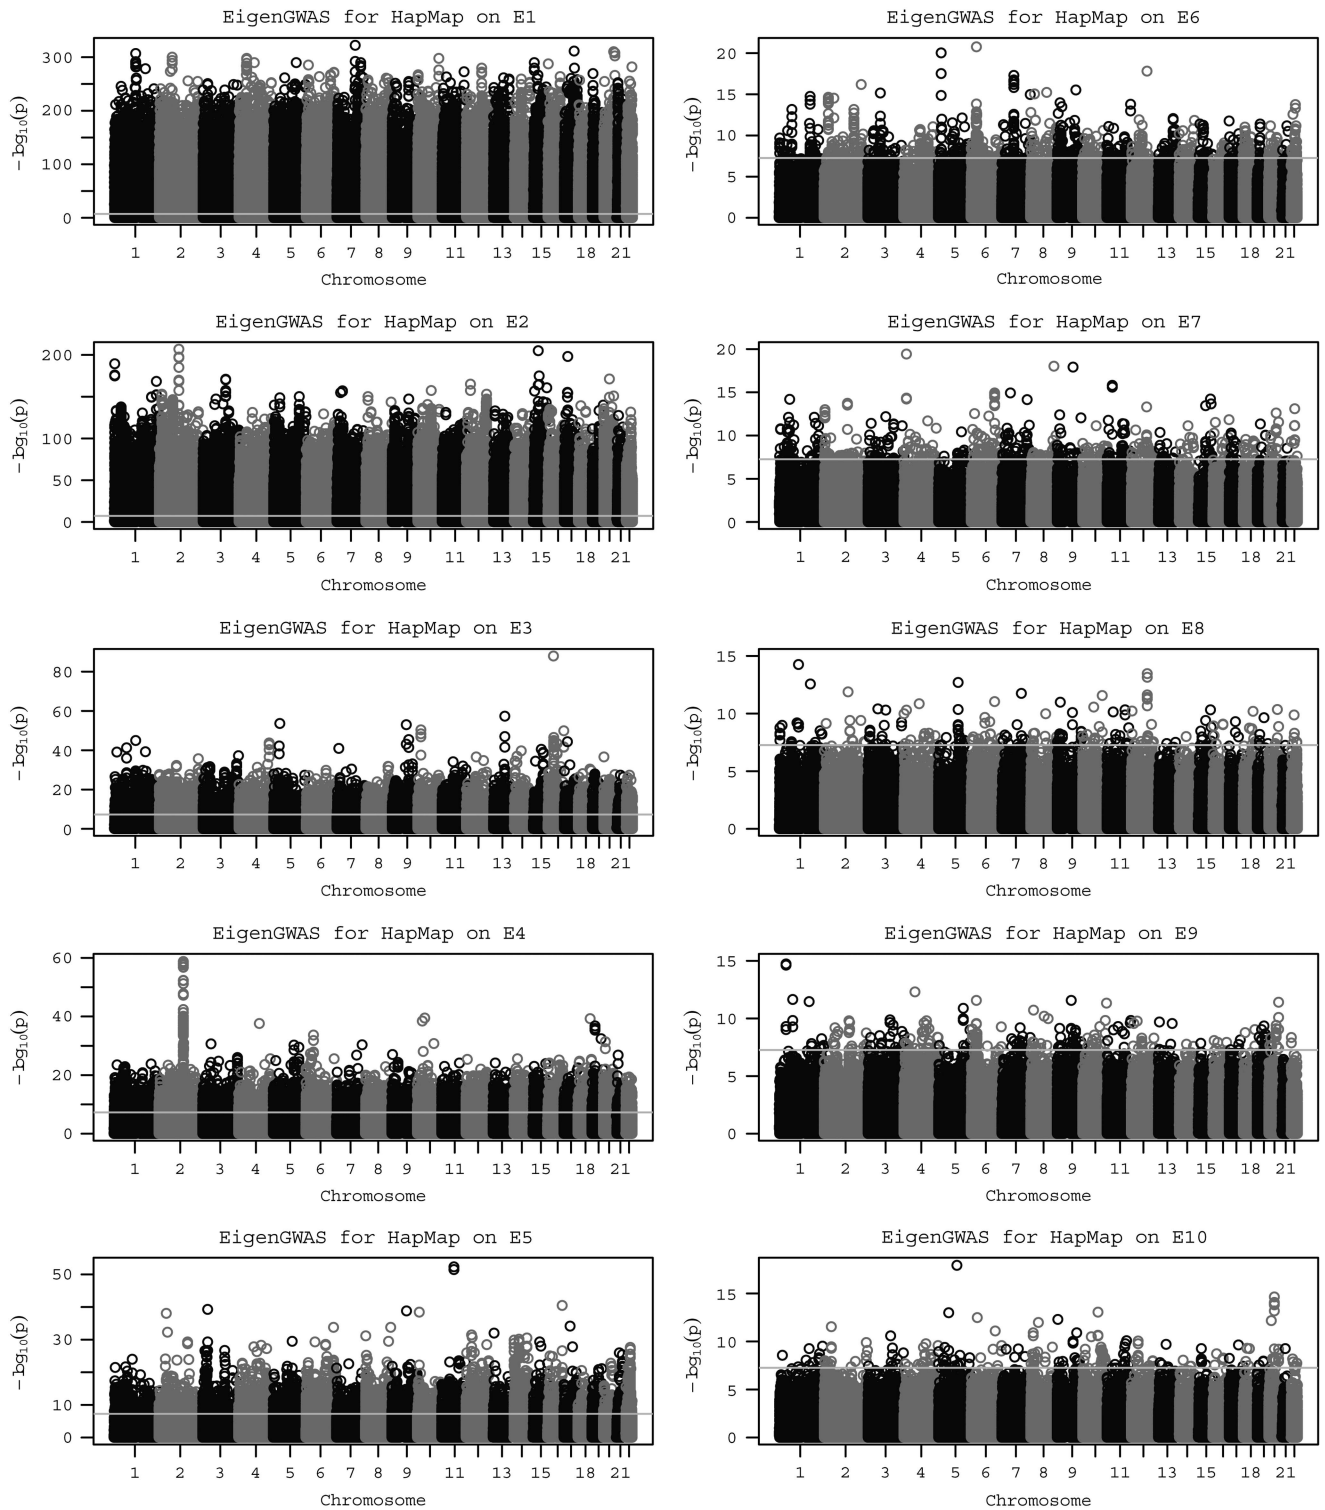 EigenGWAS for HapMap on E1
300
200
100
0
-log10(p)
1 2 3 4 5 6 7 8 9 11 13 15 18 21
Chromosome
EigenGWAS for HapMap on E6
20
15
10
5
0
-log10(p)
1 2 3 4 5 6 7 8 9 11 13 15 18 21
Chromosome
EigenGWAS for HapMap on E2
200
100
50
0
-log10(p)
1 2 3 4 5 6 7 8 9 11 13 15 18 21
Chromosome
EigenGWAS for HapMap on E7
20
15
10
5
0
-log10(p)
1 2 3 4 5 6 7 8 9 11 13 15 18 21
Chromosome
EigenGWAS for HapMap on E3
80
60
40
20
0
-log10(p)
1 2 3 4 5 6 7 8 9 11 13 15 18 21
Chromosome
EigenGWAS for HapMap on E8
15
10
5
0
-log10(p)
1 2 3 4 5 6 7 8 9 11 13 15 18 21
Chromosome
EigenGWAS for HapMap on E4
60
40
20
0
-log10(p)
1 2 3 4 5 6 7 8 9 11 13 15 18 21
Chromosome
EigenGWAS for HapMap on E9
15
10
5
0
-log10(p)
1 2 3 4 5 6 7 8 9 11 13 15 18 21
Chromosome
EigenGWAS for HapMap on E5
50
30
10
0
-log10(p)
1 2 3 4 5 6 7 8 9 11 13 15 18 21
Chromosome
EigenGWAS for HapMap on E10
15
10
5
0
-log10(p)
1 2 3 4 5 6 7 8 9 11 13 15 18 21
Chromosome